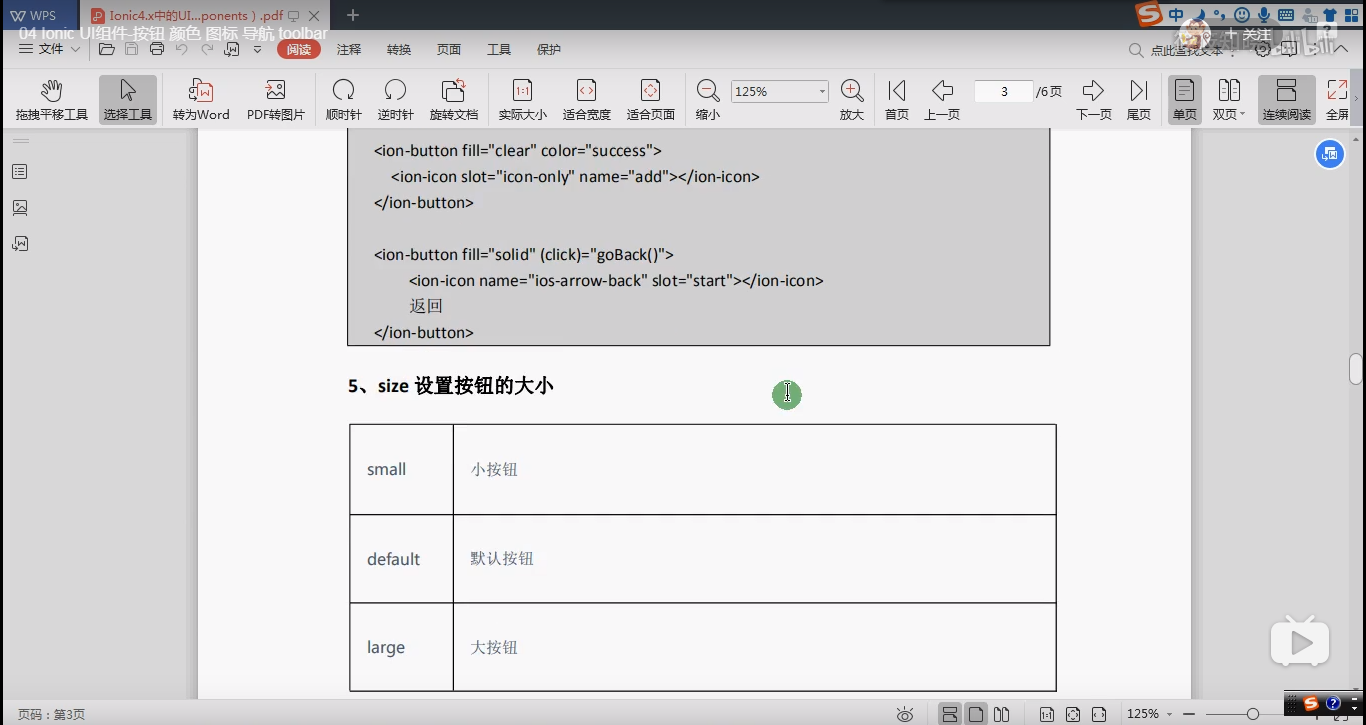 WPS
Ionic4.x中的UI...ponents）.pdf
04 Ionic UI组件-按钮 颜色 图标 导航 toolbar
中
+ 关注
文件
阅读
注释
转换
页面
工具
保护
点此查找文本
拖拽平移工具
选择工具
转为Word
PDF转图片
顺时针
逆时针
旋转文档
1:1
实际大小
适合宽度
适合页面
缩小
125%
放大
首页
上一页
3
/6页
下一页
尾页
单页
双页
连续阅读
全屏
<ion-button fill="clear" color="success">
<ion-icon slot="icon-only" name="add"></ion-icon>
</ion-button>
<ion-button fill="solid" (click)="goBack()">
<ion-icon name="ios-arrow-back" slot="start"></ion-icon>
返回
</ion-button>
5、size 设置按钮的大小
small
小按钮
default
默认按钮
large
大按钮
页码：第3页
1:1
125%